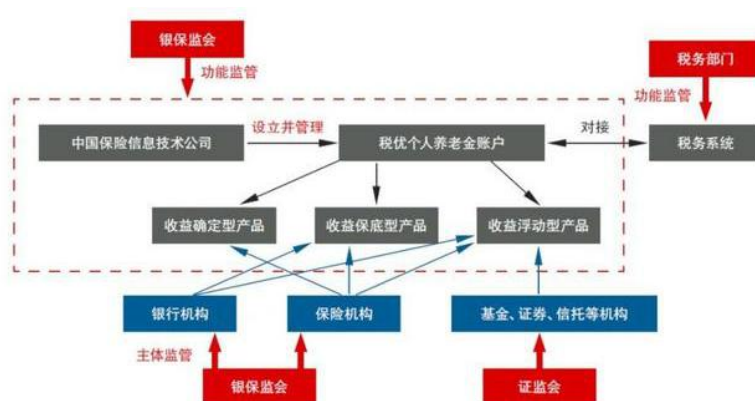 银保监会
税务部门
功能监管
功能监管
中国保险信息技术公司
设立并管理
税优个人养老金账户
对接
税务系统
收益确定型产品
收益保底型产品
收益浮动型产品
银行机构
保险机构
基金、证券、信托等机构
主体监管
银保监会
证监会